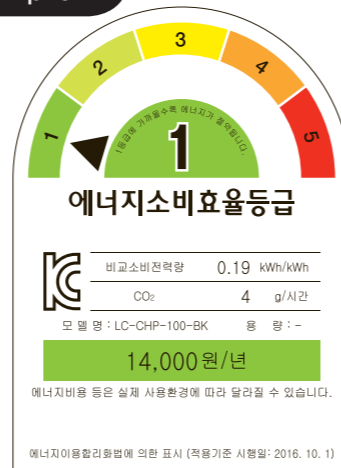 1
2
3
4
5
1등급에 가까울수록 에너지가 절약됩니다.
1
에너지소비효율등급
비교소비전력량 0.19 kWh/kWh
CO₂ 4 g/시간
모 델 명 : LC-CHP-100-BK 용 량 : -
14,000원/년
에너지비용 등은 실제 사용환경에 따라 달라질 수 있습니다.
에너지이용합리화법에 의한 표시 (적용기준 시행일: 2016. 10. 1)